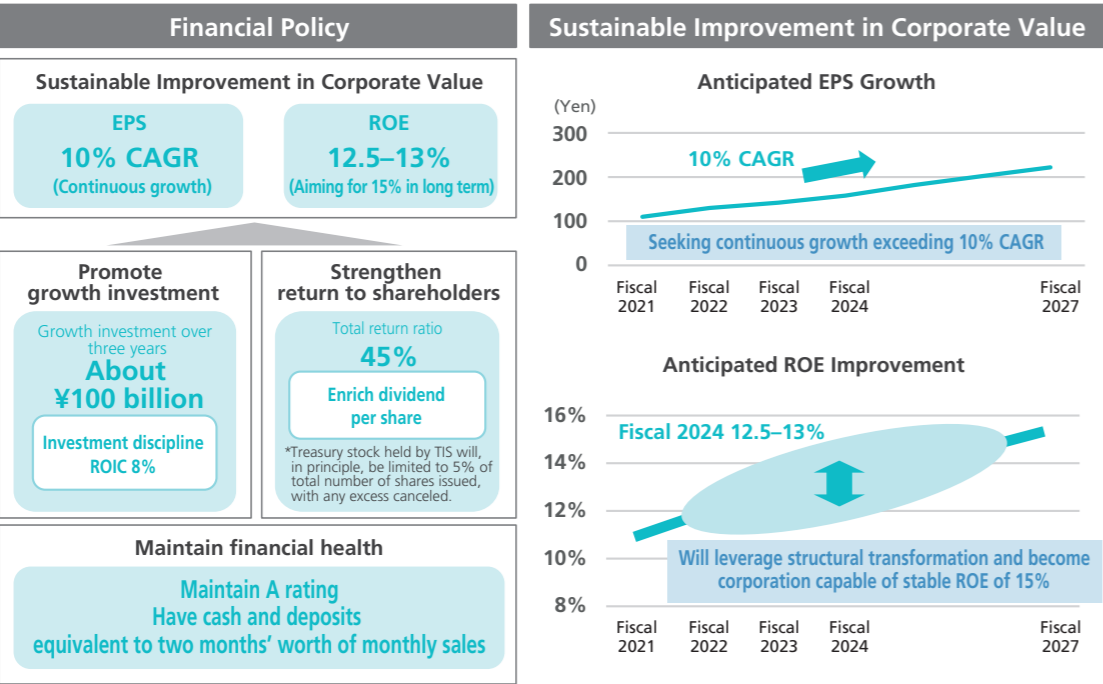 Financial Policy
Sustainable Improvement in Corporate Value
EPS
10% CAGR
(Continuous growth)
ROE
12.5–13%
(Aiming for 15% in long term)
Promote
growth investment
Growth investment over
three years
About
¥100 billion
Investment discipline
ROIC 8%
Strengthen
return to shareholders
Total return ratio
45%
Enrich dividend
per share
*Treasury stock held by TIS will,
in principle, be limited to 5% of
total number of shares issued,
with any excess canceled.
Maintain financial health
Maintain A rating
Have cash and deposits
equivalent to two months’ worth of monthly sales
Sustainable Improvement in Corporate Value
Anticipated EPS Growth
(Yen)
300
200
100
0
10% CAGR
Seeking continuous growth exceeding 10% CAGR
Fiscal
2021
Fiscal
2022
Fiscal
2023
Fiscal
2024
Fiscal
2027
Anticipated ROE Improvement
16%
14%
12%
10%
8%
Fiscal 2024 12.5–13%
Will leverage structural transformation and become
corporation capable of stable ROE of 15%
Fiscal
2021
Fiscal
2022
Fiscal
2023
Fiscal
2024
Fiscal
2027